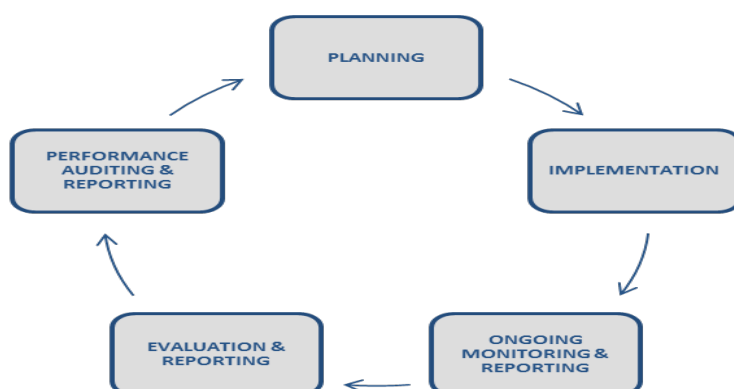 PLANNING
IMPLEMENTATION
ONGOING
MONITORING &
REPORTING
EVALUATION &
REPORTING
PERFORMANCE
AUDITING &
REPORTING